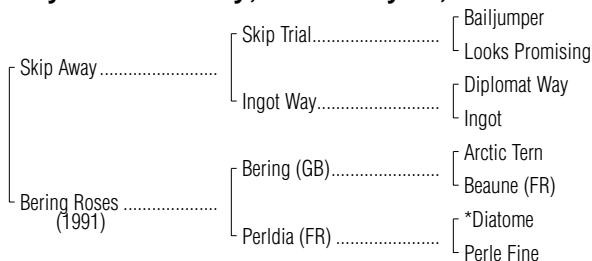 Bailjumper
Skip Trial..............................
Looks Promising
Skip Away..........................
Diplomat Way
Ingot Way.............................
Ingot
Arctic Tern
Bering (GB)..........................
Beaune (FR)
Bering Roses.....................
(1991)
*Diatome
Perldia (FR).........................
Perle Fine